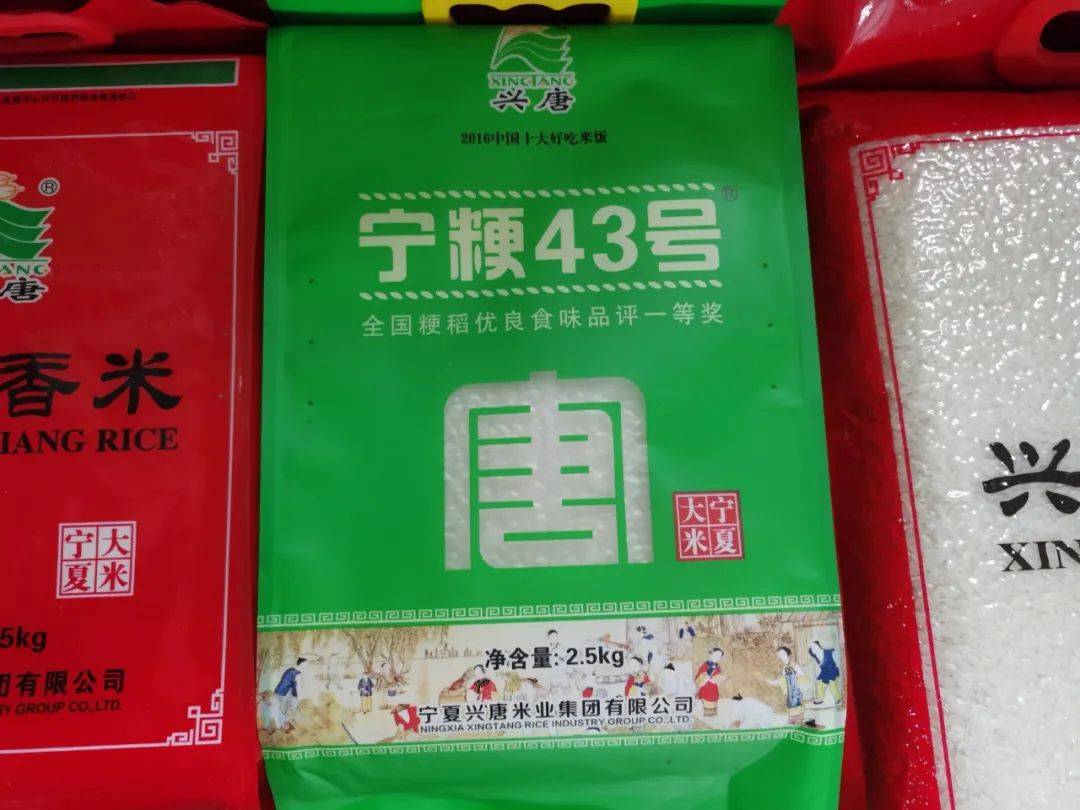 XINGTANG
兴唐
2016中国十大好吃米饭
宁粳43号®
全国粳稻优良食味品评一等奖
唐
宁夏
大米
净含量: 2.5kg
宁夏兴唐米业集团有限公司
NINGXIA XINGTANG RICE INDUSTRY GROUP CO.,LTD.
®
TANG
唐
香米
IANG RICE
宁夏
大米
5kg
团有限公司
RY GROUP CO.,LTD.
兴
XIN